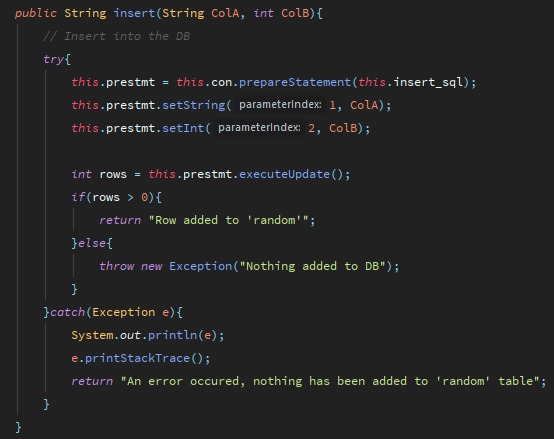 public String insert(String ColA, int ColB){
// Insert into the DB
try{
this.prestmt = this.con.prepareStatement(this.insert_sql);
this.prestmt.setString( parameterIndex: 1, ColA);
this.prestmt.setInt( parameterIndex: 2, ColB);
int rows = this.prestmt.executeUpdate();
if(rows > 0){
return "Row added to 'random'";
}else{
throw new Exception("Nothing added to DB");
}
}catch(Exception e){
System.out.println(e);
e.printStackTrace();
return "An error occured, nothing has been added to 'random' table";
}
}